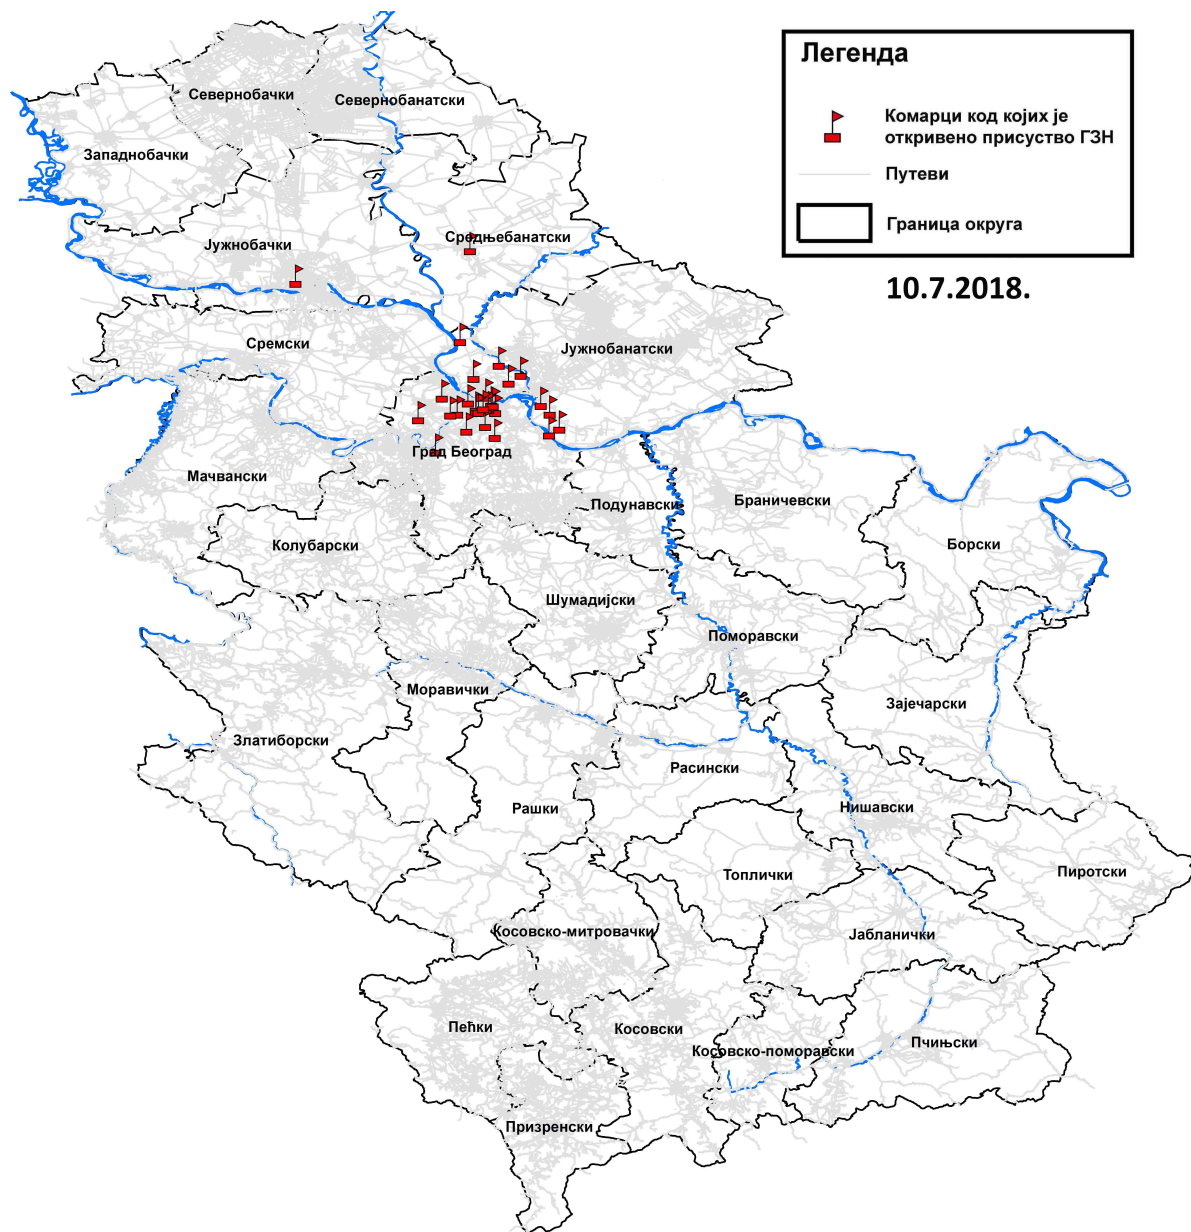 Легенда
Комарци код којих је
откривено присуство ГЗН
Путеви
Граница округа
10.7.2018.
Севернобачки
Севернобанатски
Западнобачки
Јужнобачки
Средњебанатски
Сремски
Јужнобанатски
Град Београд
Мачвански
Подунавски
Браничевски
Колубарски
Борски
Шумадијски
Поморавски
Моравички
Зајечарски
Златиборски
Расински
Рашки
Нишавски
Топлички
Пиротски
Косовско-митровачки
Јабланички
Пећки
Косовски
Косовско-поморавски
Пчињски
Призренски